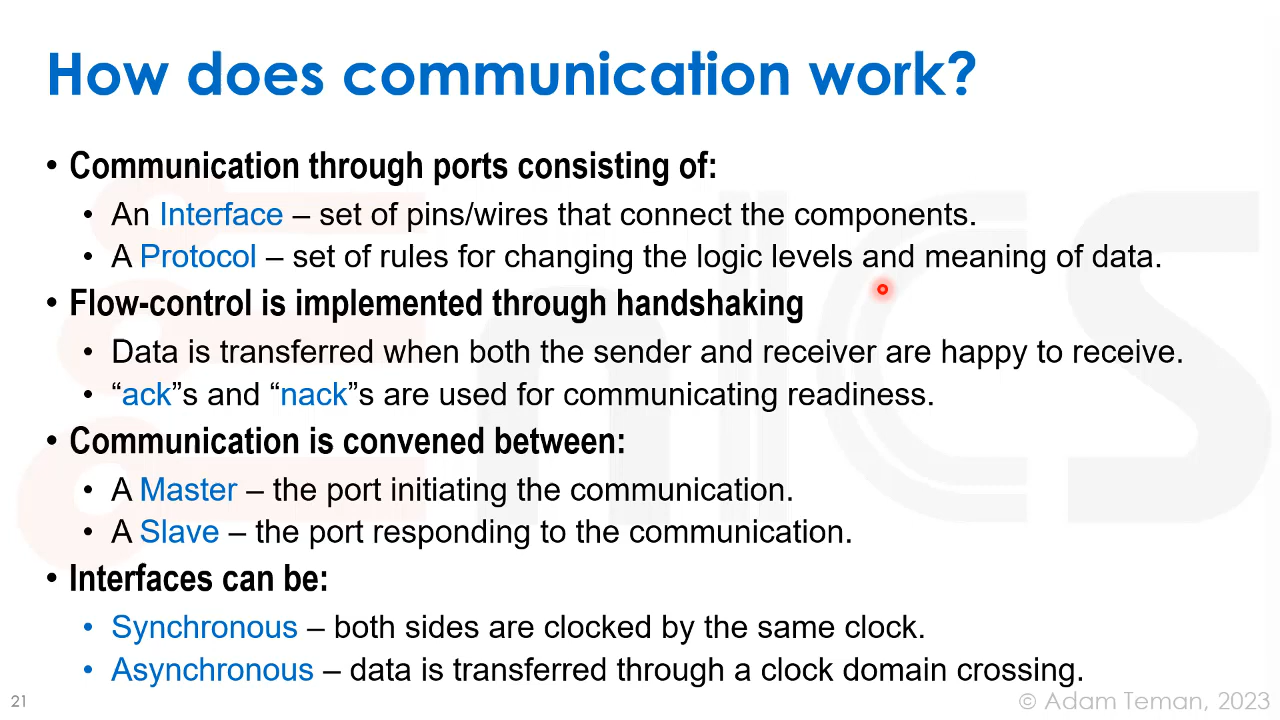 How does communication work?
• Communication through ports consisting of:
• An Interface – set of pins/wires that connect the components.
• A Protocol – set of rules for changing the logic levels and meaning of data.
• Flow-control is implemented through handshaking
• Data is transferred when both the sender and receiver are happy to receive.
• “ack”s and “nack”s are used for communicating readiness.
• Communication is convened between:
• A Master – the port initiating the communication.
• A Slave – the port responding to the communication.
• Interfaces can be:
• Synchronous – both sides are clocked by the same clock.
• Asynchronous – data is transferred through a clock domain crossing.
21
© Adam Teman, 2023